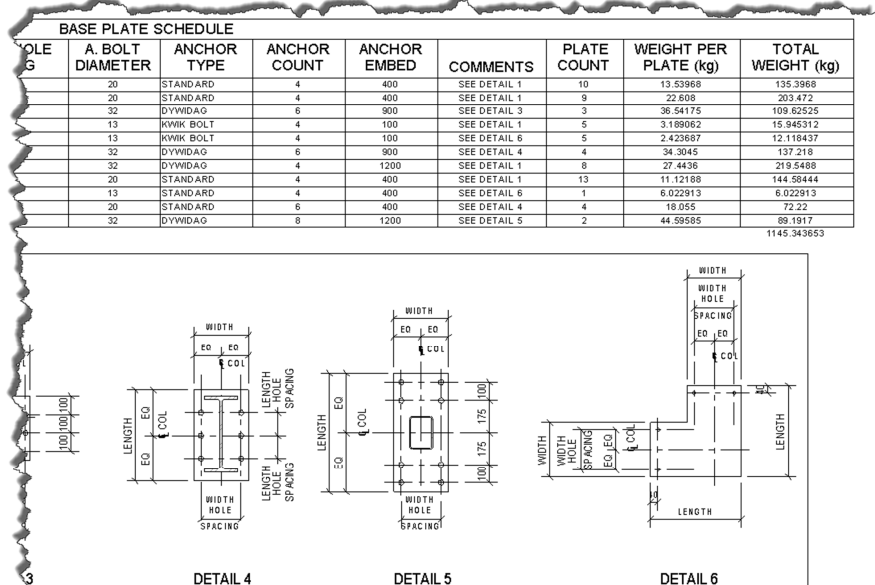 BASE PLATE SCHEDULE
A. BOLT DIAMETER ANCHOR TYPE ANCHOR COUNT ANCHOR EMBED COMMENTS PLATE COUNT WEIGHT PER PLATE (kg) TOTAL WEIGHT (kg)
20 STANDARD 4 400 SEE DETAIL 1 10 13.53968 135.3968
20 STANDARD 4 400 SEE DETAIL 1 9 22.608 203.472
32 DYWIDAG 6 900 SEE DETAIL 3 3 36.54175 109.62525
13 KWIK BOLT 4 100 SEE DETAIL 1 5 3.189062 15.945312
13 KWIK BOLT 4 100 SEE DETAIL 6 5 2.423687 12.118437
32 DYWIDAG 6 900 SEE DETAIL 4 4 34.3045 137.218
32 DYWIDAG 4 1200 SEE DETAIL 1 8 27.4436 219.5488
20 STANDARD 4 400 SEE DETAIL 1 13 11.12188 144.58444
13 STANDARD 4 400 SEE DETAIL 6 1 6.022913 6.022913
20 STANDARD 6 400 SEE DETAIL 4 4 18.055 72.22
32 DYWIDAG 8 1200 SEE DETAIL 5 2 44.59585 89.1917
1145.343653
100
100 100
3
WIDTH
EQ EQ
COL
LENGTH
EQ
EQ
COL
LENGTH HOLE SPACING
LENGTH HOLE SPACING
WIDTH
HOLE
SPACING
DETAIL 4
WIDTH
EQ EQ
COL
LENGTH
EQ
EQ
COL
100
175
175
100
WIDTH
HOLE
SPACING
DETAIL 5
WIDTH
WIDTH
HOLE
SPACING
EQ EQ
COL
40
LENGTH
WIDTH
WIDTH HOLE SPACING
EQ EQ
COL
40
LENGTH
DETAIL 6